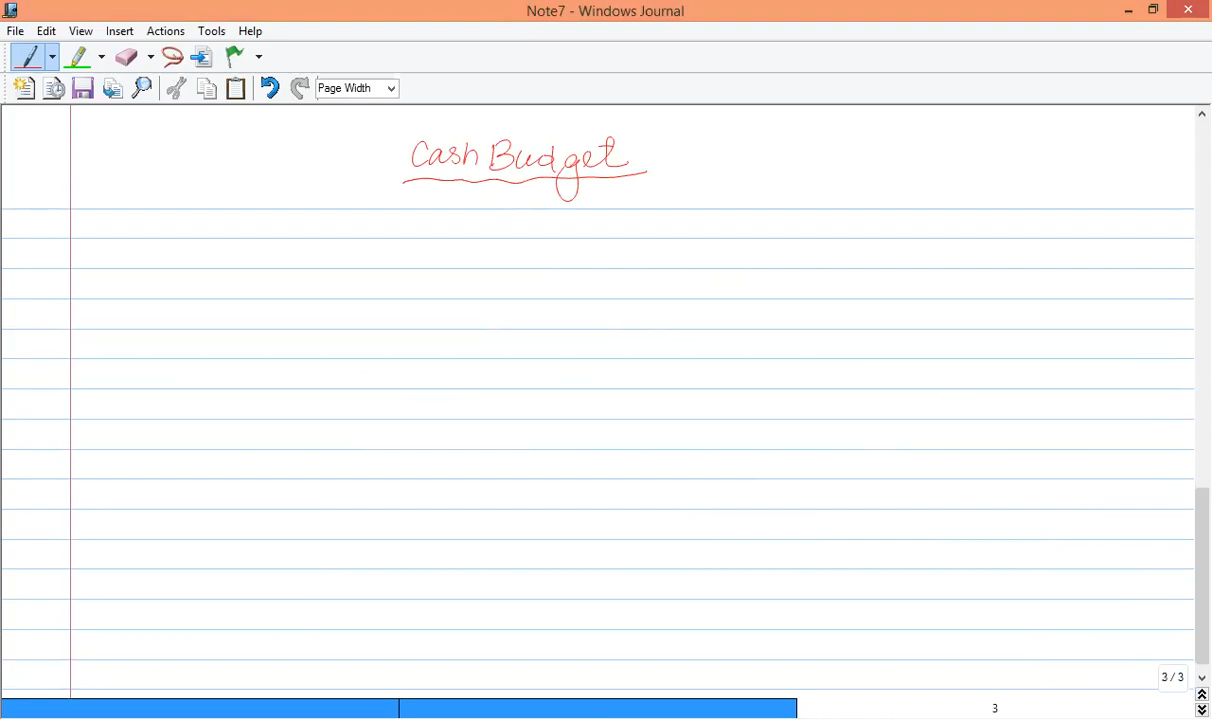 Note7 - Windows Journal
File Edit View Insert Actions Tools Help
Page Width
Cash Budget
3 / 3
3